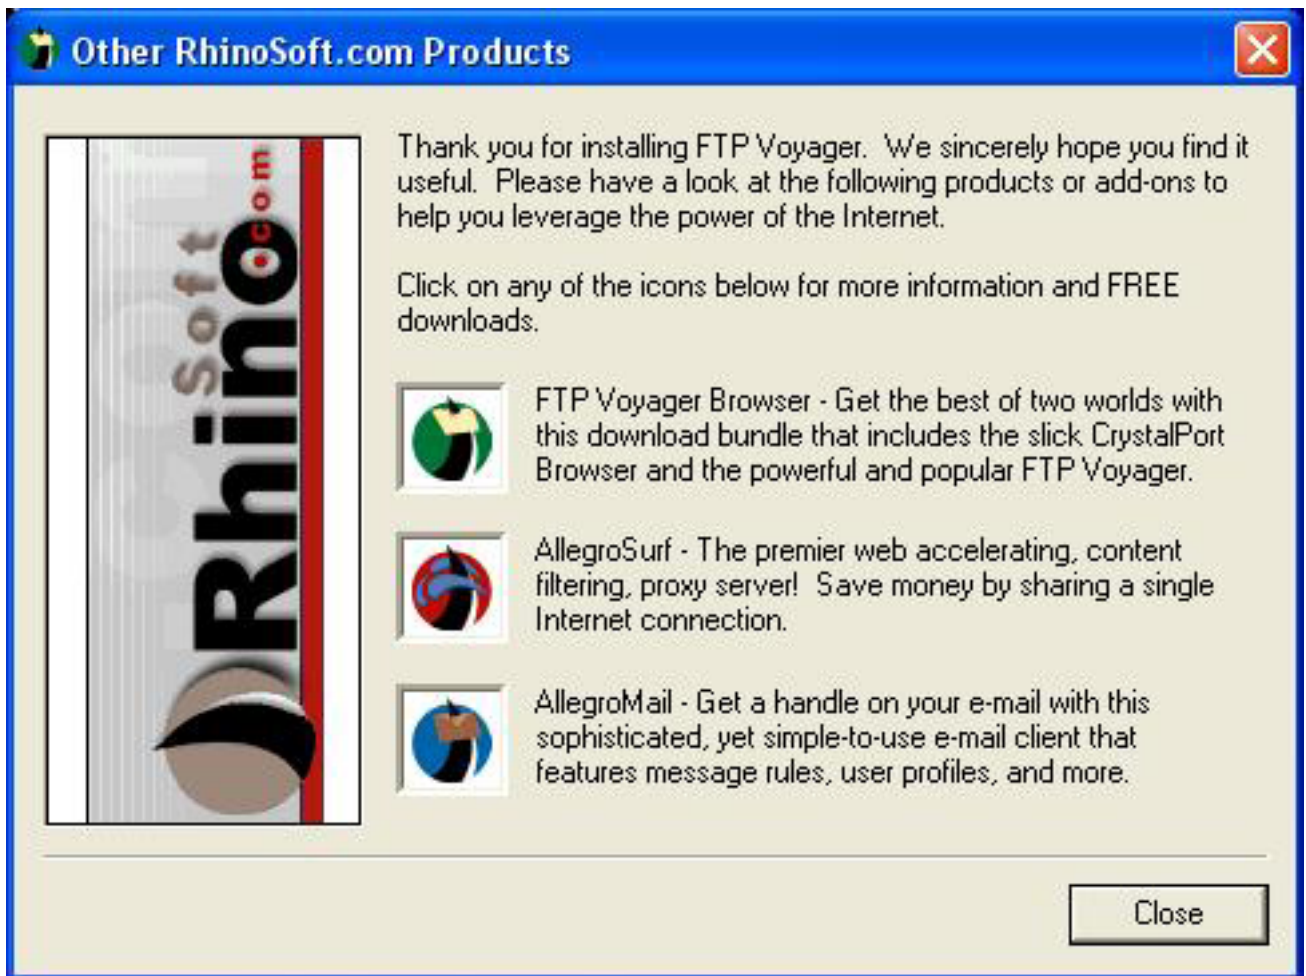 Other RhinoSoft.com Products
RhinoSoft.com
Thank you for installing FTP Voyager.  We sincerely hope you find it
useful.  Please have a look at the following products or add-ons to
help you leverage the power of the Internet.
Click on any of the icons below for more information and FREE
downloads.
FTP Voyager Browser - Get the best of two worlds with
this download bundle that includes the slick CrystalPort
Browser and the powerful and popular FTP Voyager.
AllegroSurf - The premier web accelerating, content
filtering, proxy server!  Save money by sharing a single
Internet connection.
AllegroMail - Get a handle on your e-mail with this
sophisticated, yet simple-to-use e-mail client that
features message rules, user profiles, and more.
Close